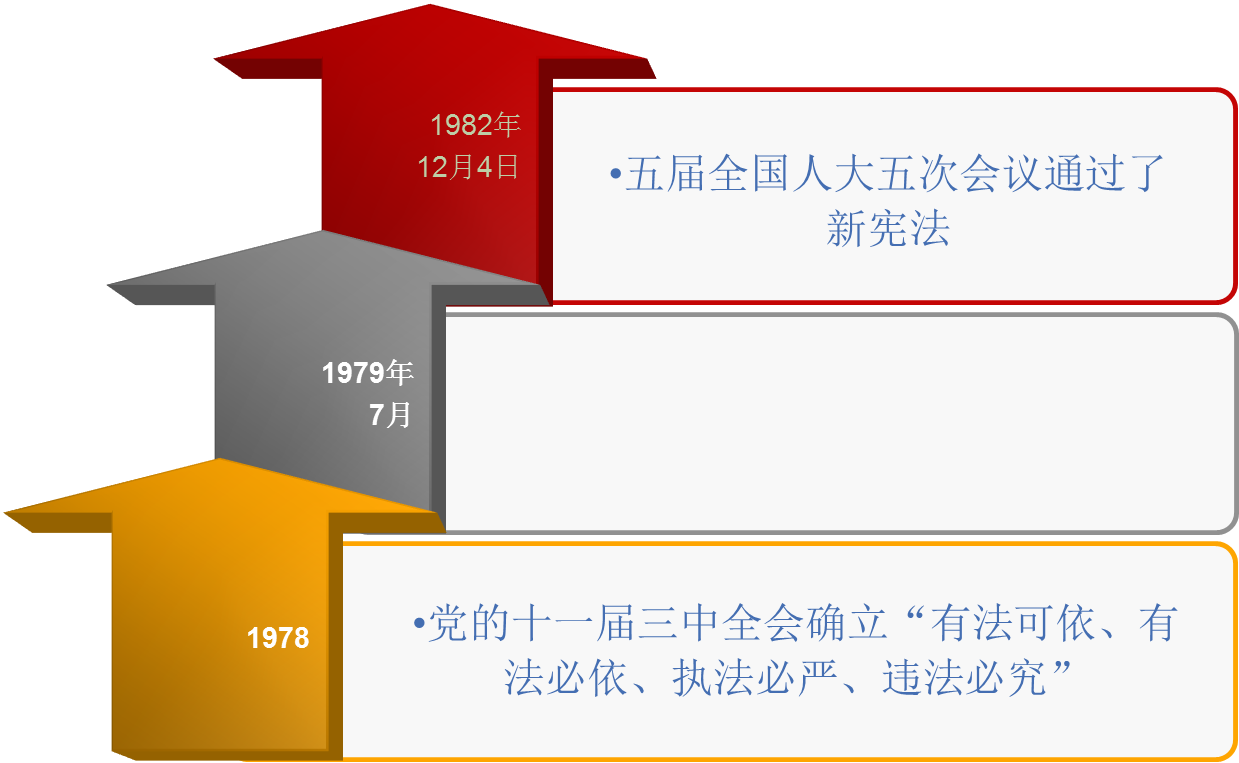 1982年
12月4日
•五届全国人大五次会议通过了
新宪法
1979年
7月
1978
•党的十一届三中全会确立“有法可依、有
法必依、执法必严、违法必究”